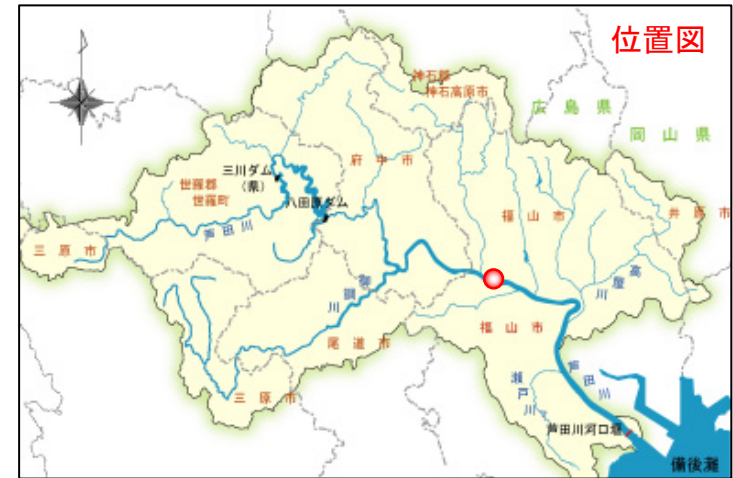 位置図
神石郡
神石高原市
広島県
岡山県
府中市
三川ダム
(県)
世羅郡
世羅町
八田原ダム
福山市
井原市
芦田川
三原市
高屋川
御調川
福山市
尾道市
芦田川
瀬戸川
三原市
芦田川河口堰
備後灘